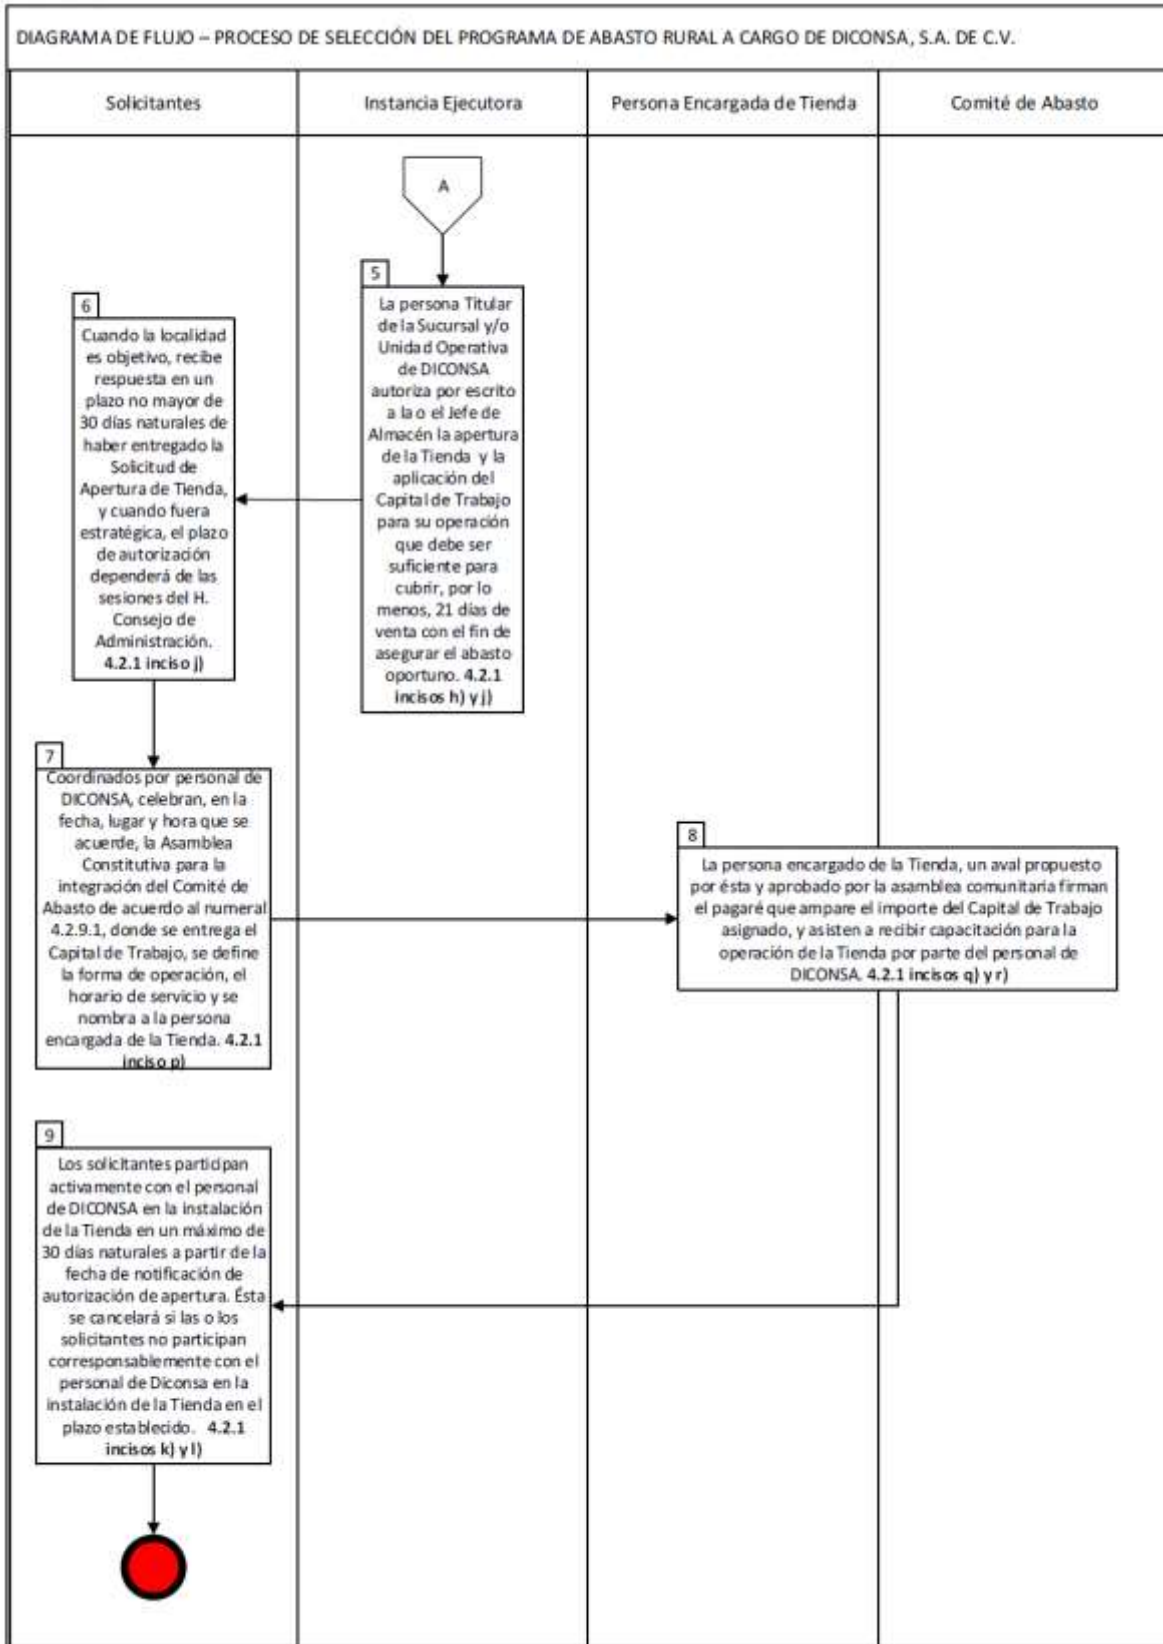 DIAGRAMA DE FLUJO – PROCESO DE SELECCIÓN DEL PROGRAMA DE ABASTO RURAL A CARGO DE DICONSA, S.A. DE C.V.
Solicitantes
Instancia Ejecutora
Persona Encargada de Tienda
Comité de Abasto
A
5
La persona Titular
de la Sucursal y/o
Unidad Operativa
de DICONSA
autoriza por escrito
a la o el Jefe de
Almacén la apertura
de la Tienda y la
aplicación del
Capital de Trabajo
para su operación
que debe ser
suficiente para
cubrir, por lo
menos, 21 días de
venta con el fin de
asegurar el abasto
oportuno. 4.2.1
incisos h) y j)
6
Cuando la localidad
es objetivo, recibe
respuesta en un
plazo no mayor de
30 días naturales de
haber entregado la
Solicitud de
Apertura de Tienda,
y cuando fuera
estratégica, el plazo
de autorización
dependerá de las
sesiones del H.
Consejo de
Administración.
4.2.1 inciso j)
7
Coordinados por personal de
DICONSA, celebran, en la
fecha, lugar y hora que se
acuerde, la Asamblea
Constitutiva para la
integración del Comité de
Abasto de acuerdo al numeral
4.2.9.1, donde se entrega el
Capital de Trabajo, se define
la forma de operación, el
horario de servicio y se
nombra a la persona
encargada de la Tienda. 4.2.1
inciso p)
8
La persona encargado de la Tienda, un aval propuesto
por ésta y aprobado por la asamblea comunitaria firman
el pagaré que ampare el importe del Capital de Trabajo
asignado, y asisten a recibir capacitación para la
operación de la Tienda por parte del personal de
DICONSA. 4.2.1 incisos q) y r)
9
Los solicitantes participan
activamente con el personal
de DICONSA en la instalación
de la Tienda en un máximo de
30 días naturales a partir de la
fecha de notificación de
autorización de apertura. Ésta
se cancelará si las o los
solicitantes no participan
corresponsablemente con el
personal de Diconsa en la
instalación de la Tienda en el
plazo establecido. 4.2.1
incisos k) y l)